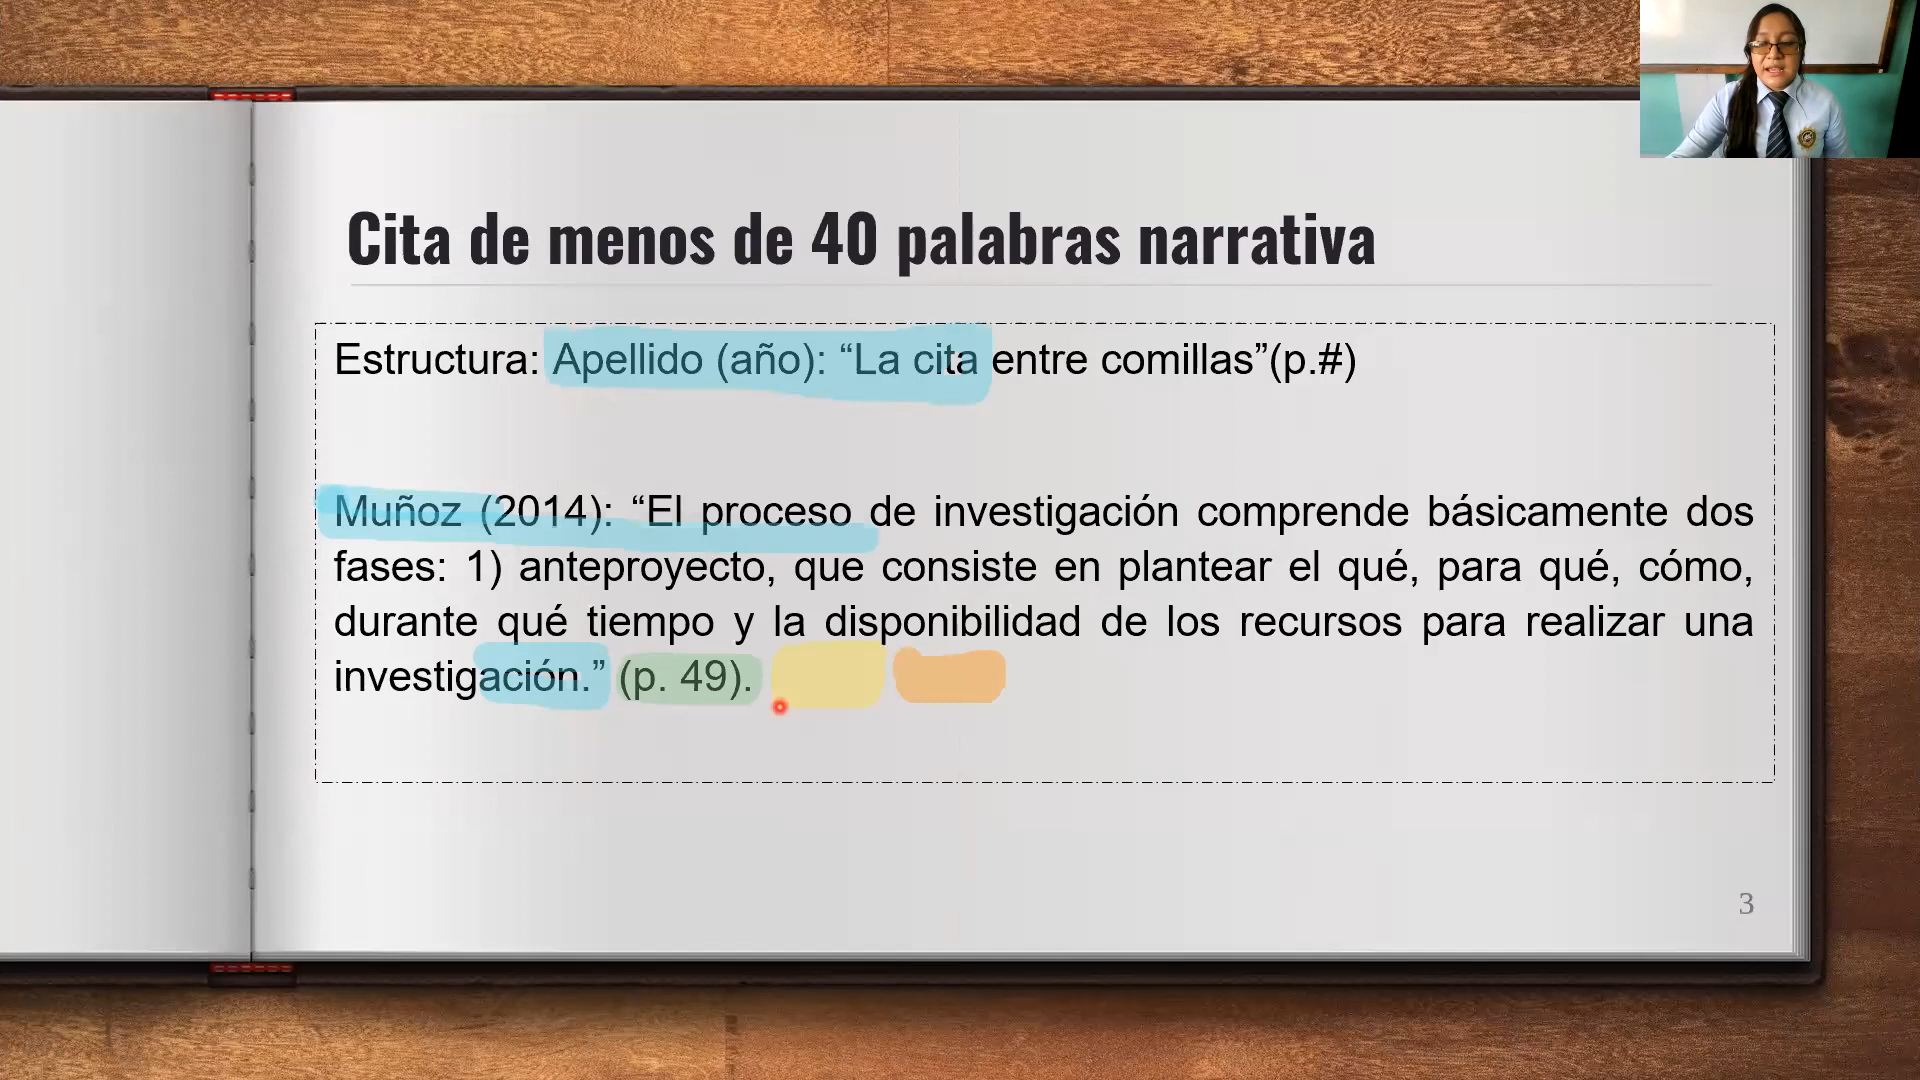 Cita de menos de 40 palabras narrativa
Estructura: Apellido (año): “La cita entre comillas”(p.#)
Muñoz (2014): “El proceso de investigación comprende básicamente dos
fases: 1) anteproyecto, que consiste en plantear el qué, para qué, cómo,
durante qué tiempo y la disponibilidad de los recursos para realizar una
investigación.” (p. 49).
3